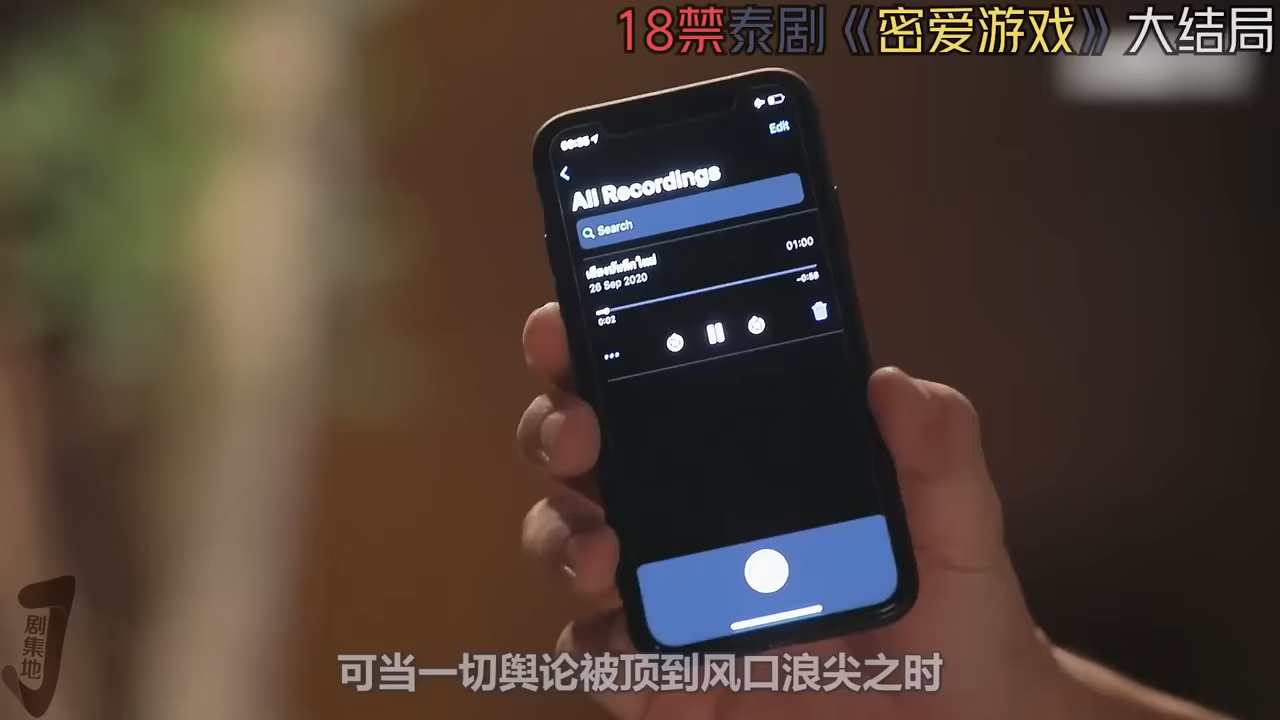 18禁泰剧《密爱游戏》大结局
Edit
All Recordings
Search
01:00
26 Sep 2020
-0:58
0:02
剧集地
可当一切舆论被顶到风口浪尖之时